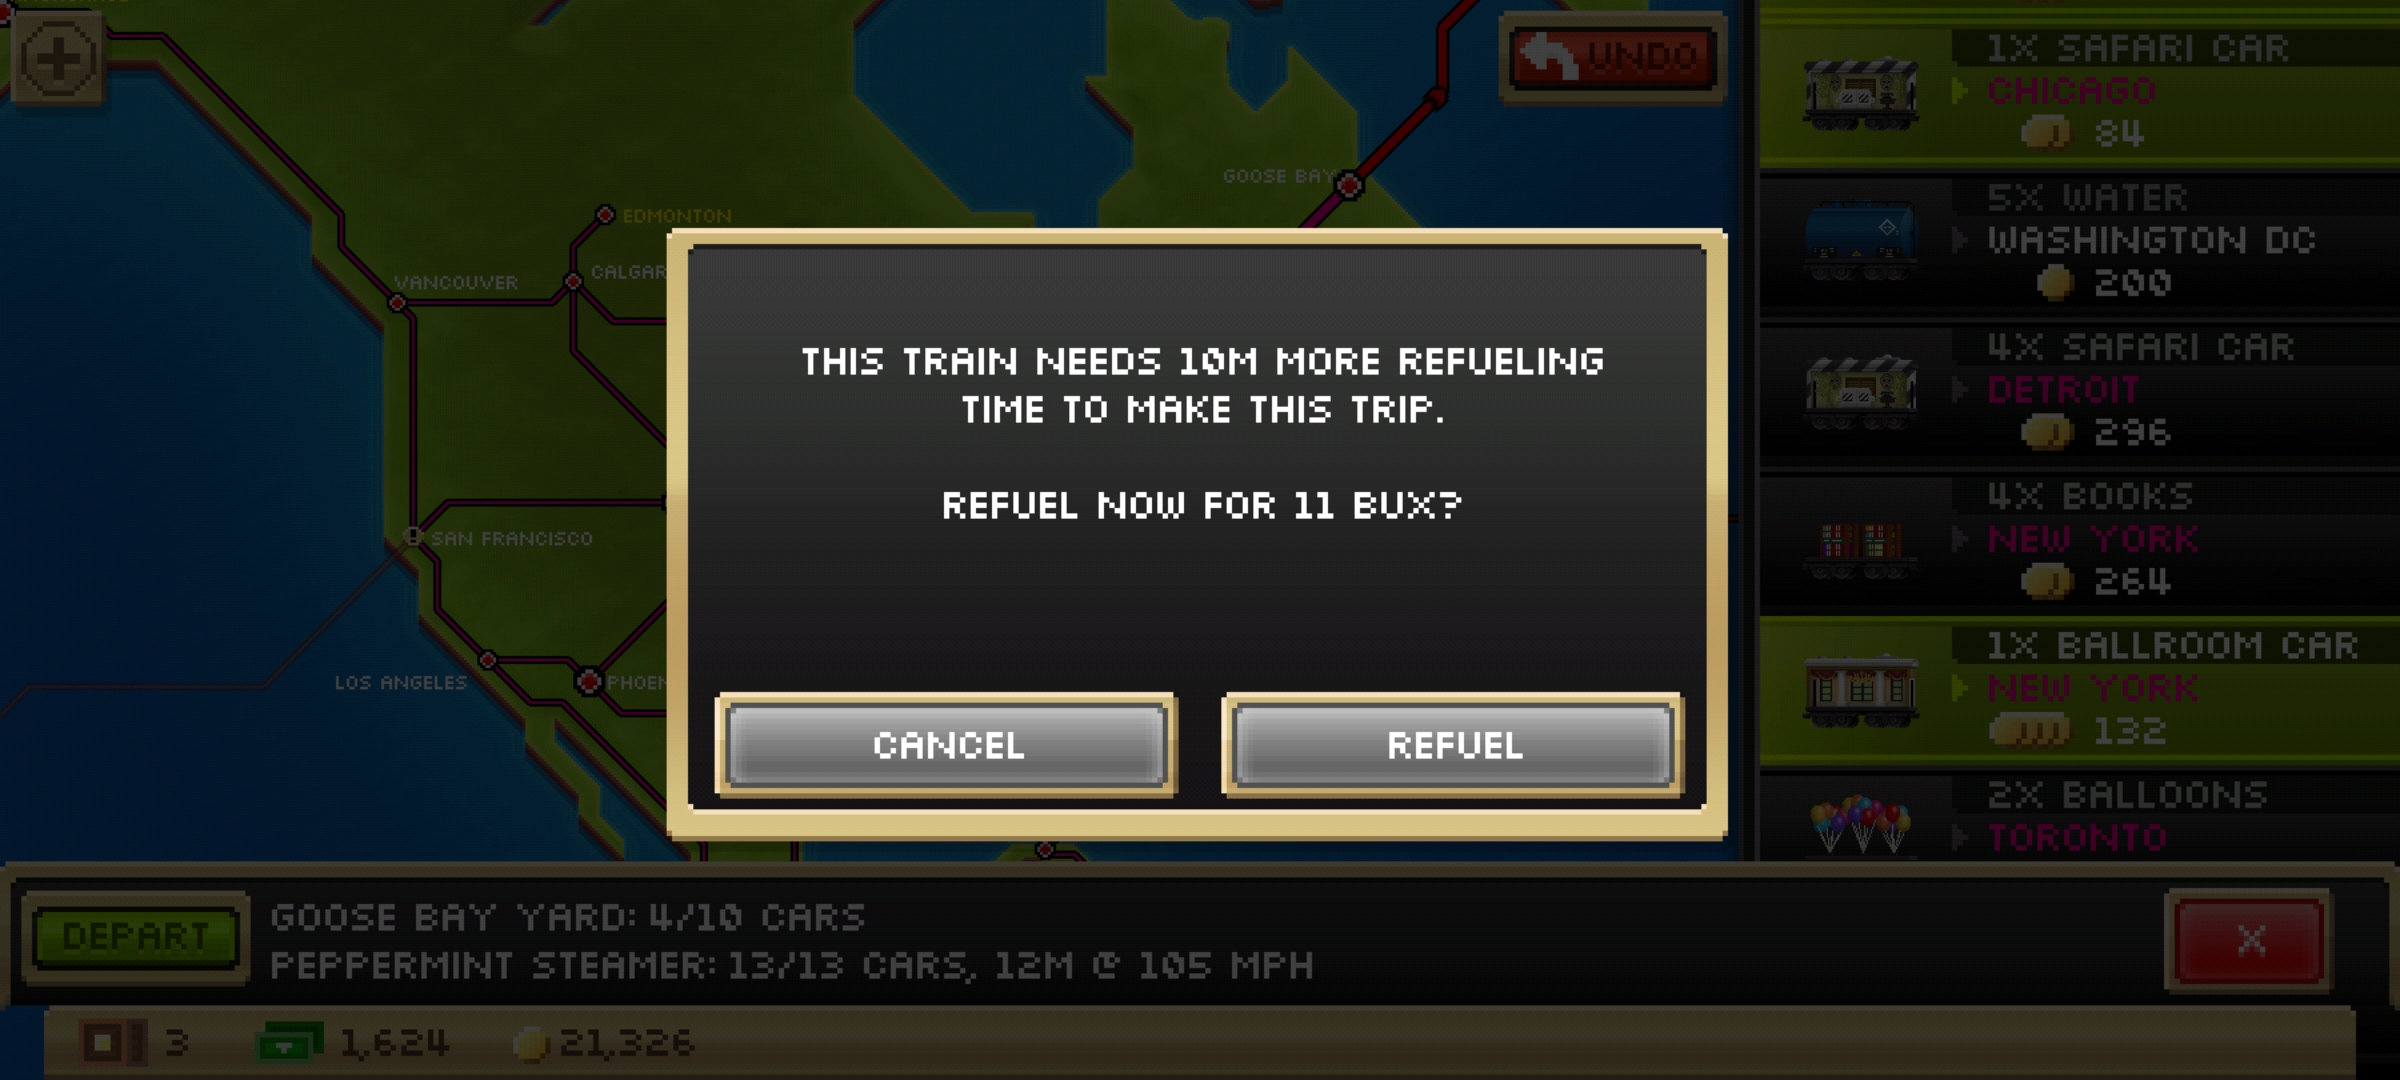 UNDO
GOOSE BAY
EDMONTON
VANCOUVER
CALGAR
SAN FRANCISCO
LOS ANGELES
PHOEN
THIS TRAIN NEEDS 10M MORE REFUELING
TIME TO MAKE THIS TRIP.
REFUEL NOW FOR 11 BUX?
CANCEL
REFUEL
1X SAFARI CAR
CHICAGO
84
5X WATER
WASHINGTON DC
200
4X SAFARI CAR
DETROIT
296
4X BOOKS
NEW YORK
264
1X BALLROOM CAR
NEW YORK
132
2X BALLOONS
TORONTO
DEPART
GOOSE BAY YARD: 4/10 CARS
PEPPERMINT STEAMER: 13/13 CARS, 12M @ 105 MPH
X
3
1,624
21,326